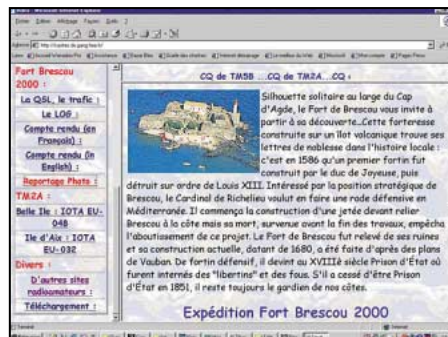 Fichier Edition Affichage Favoris Outils ?
Fort Brescou
2000 :
La QSL, le trafic :
Le LOG :
Compte rendu (en
Français) :
Compte rendu (in
English) :
Reportage Photo :
TM2A :
Belle Ile : IOTA EU-
048
Ile d'Aix : IOTA
EU-032
Divers :
D'autres sites
radioamateurs :
Téléchargement :
CQ de TM5B ...CQ de TM2A...CQ
Silhouette solitaire au large du Cap
d'Agde, le Fort de Brescou vous invite à
partir à sa découverte...Cette forteresse
construite sur un îlot volcanique trouve ses
lettres de noblesse dans l'histoire locale :
c'est en 1586 qu'un premier fortin fut
construit par le duc de Joyeuse, puis
détruit sur ordre de Louis XIII. Intéressé par la position stratégique de
Brescou, le Cardinal de Richelieu voulut en faire une rade défensive en
Méditerranée. Il commença la construction d'une jetée devant relier
Brescou à la côte mais sa mort, survenue avant la fin des travaux, empêcha
l'aboutissement de ce projet. Le Fort de Brescou fut relevé de ses ruines
et sa construction actuelle, datant de 1680, a été faite d'après des plans
de Vauban. De fortin défensif, il devint au XVIIIè siècle Prison d'État où
furent internés des "libertins" et des fous. S'il a cessé d'être Prison
d'État en 1851, il reste toujours le gardien de nos côtes.
Expédition Fort Brescou 2000